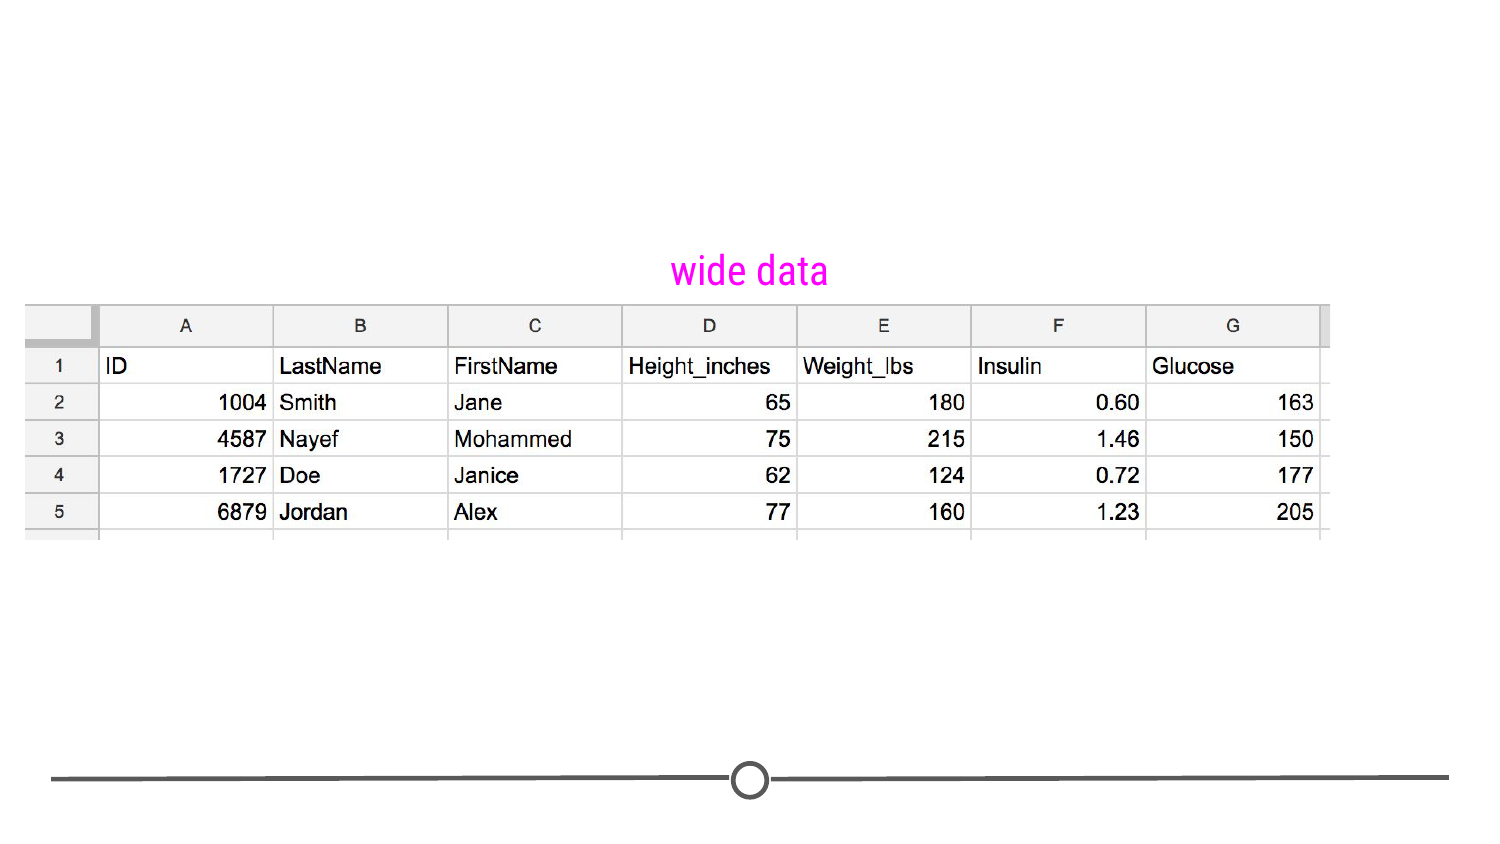 wide data
A B C D E F G
1 ID LastName FirstName Height_inches Weight_lbs Insulin Glucose
2 1004 Smith Jane 65 180 0.60 163
3 4587 Nayef Mohammed 75 215 1.46 150
4 1727 Doe Janice 62 124 0.72 177
5 6879 Jordan Alex 77 160 1.23 205